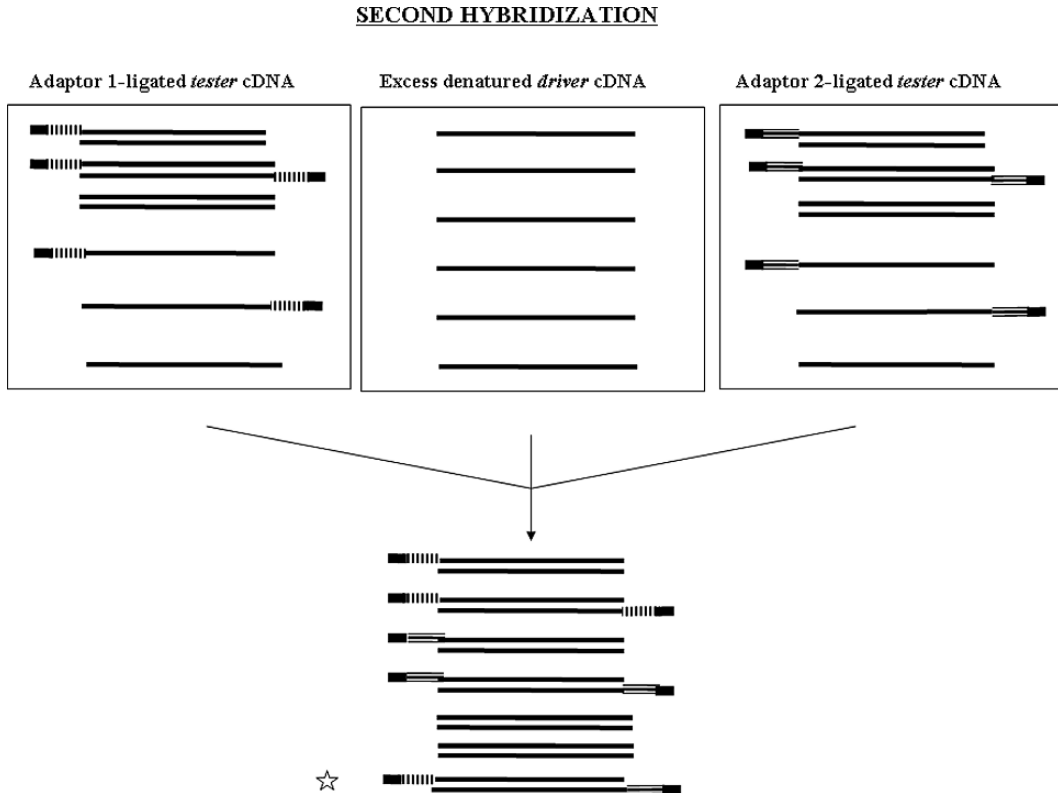 SECOND HYBRIDIZATION
Adaptor 1-ligated tester cDNA
Excess denatured driver cDNA
Adaptor 2-ligated tester cDNA